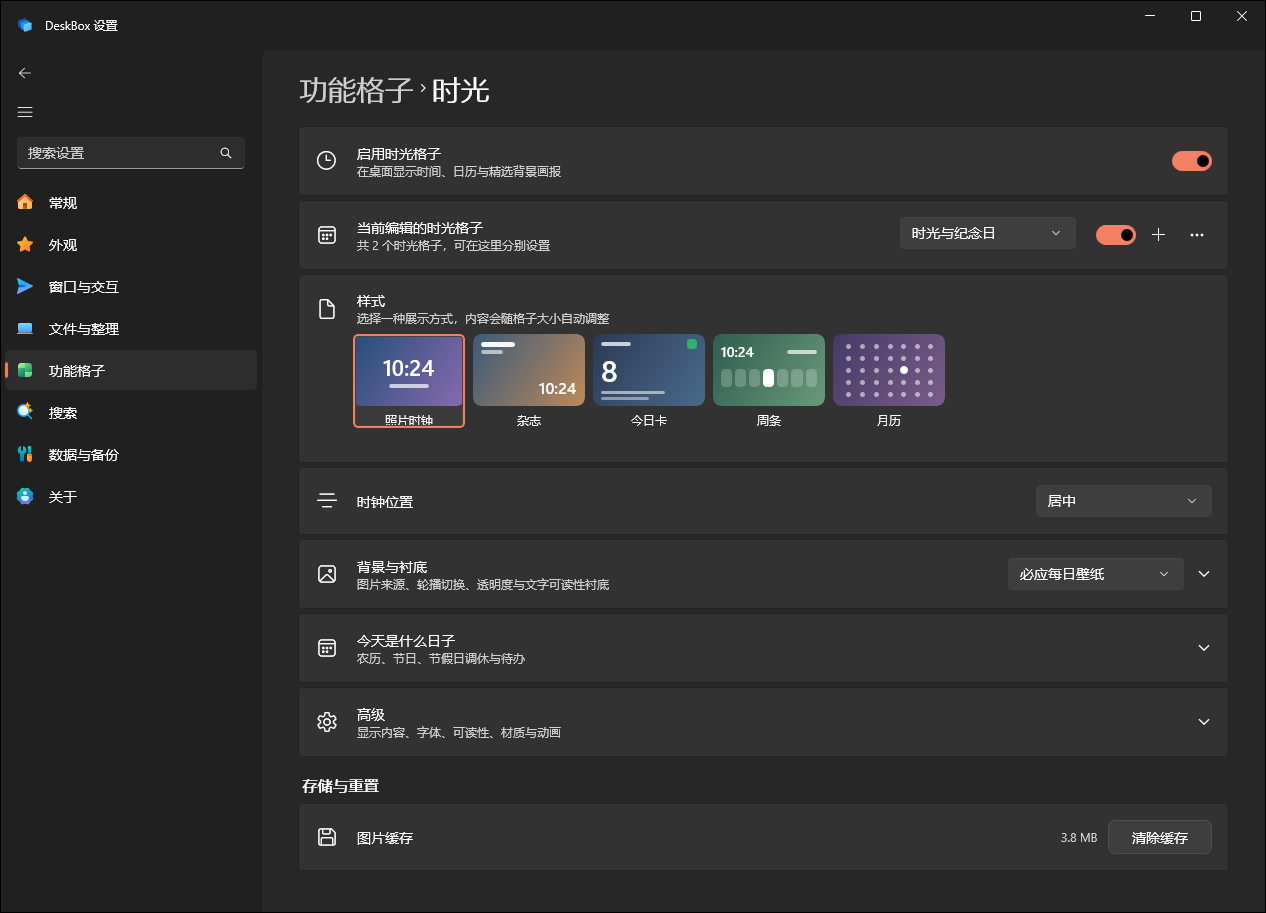 DeskBox 设置
搜索设置
常规
外观
窗口与交互
文件与整理
功能格子
搜索
数据与备份
关于
功能格子 › 时光
启用时光格子
在桌面显示时间、日历与精选背景画报
当前编辑的时光格子
共 2 个时光格子，可在这里分别设置
时光与纪念日
样式
选择一种展示方式，内容会随格子大小自动调整
10:24
照片时钟
10:24
杂志
8
今日卡
10:24
周条
月历
时钟位置
居中
背景与衬底
图片来源、轮播切换、透明度与文字可读性衬底
必应每日壁纸
今天是什么日子
农历、节日、节假日调休与待办
高级
显示内容、字体、可读性、材质与动画
存储与重置
图片缓存
3.8 MB
清除缓存